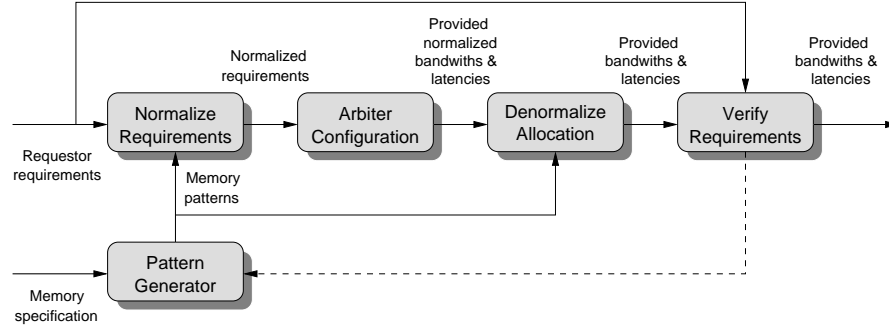 Provided
normalized
bandwiths &
latencies
Provided
bandwiths &
latencies
Provided
bandwiths &
latencies
Normalized
requirements
Normalize
Requirements
Arbiter
Configuration
Denormalize
Allocation
Verify
Requirements
Requestor
requirements
Memory
patterns
Pattern
Generator
Memory
specification